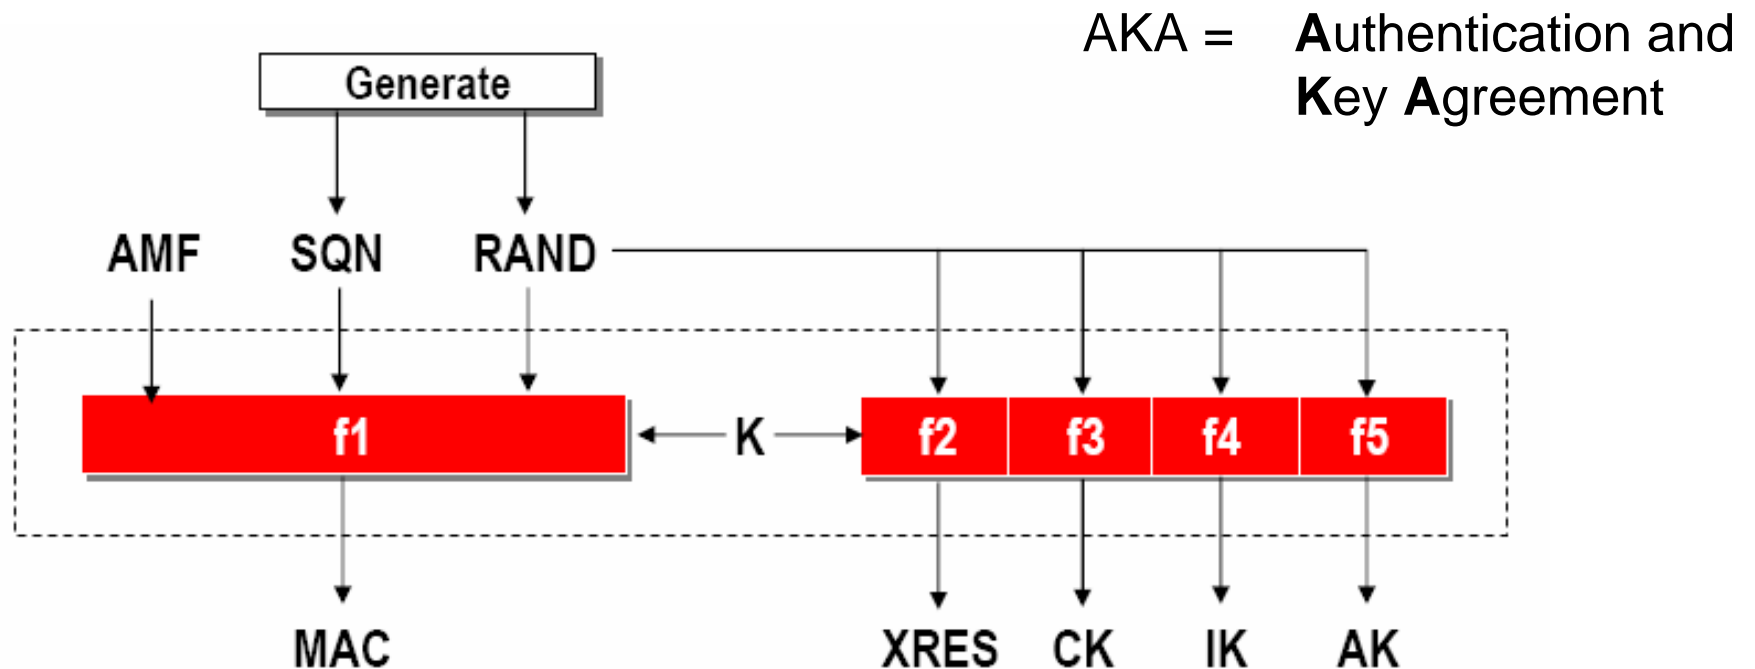 AKA = Authentication and
Key Agreement
Generate
AMF SQN RAND
f1 K f2 f3 f4 f5
MAC XRES CK IK AK